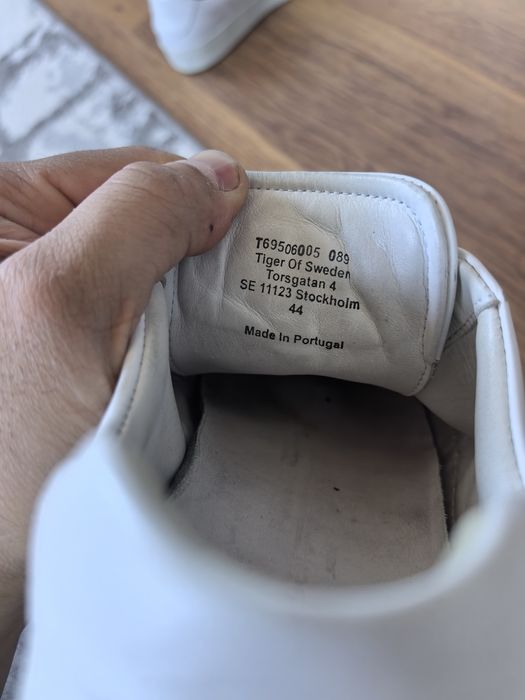 T69506005 089
Tiger Of Sweden
Torsgatan 4
SE 11123 Stockholm
44
Made In Portugal